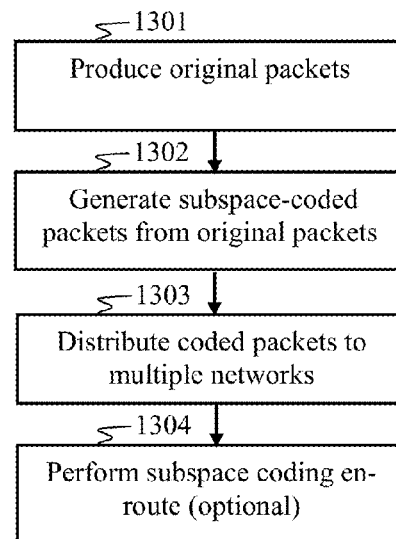 1301
Produce original packets
1302
Generate subspace-coded
packets from original packets
1303
Distribute coded packets to
multiple networks
1304
Perform subspace coding en-
route (optional)